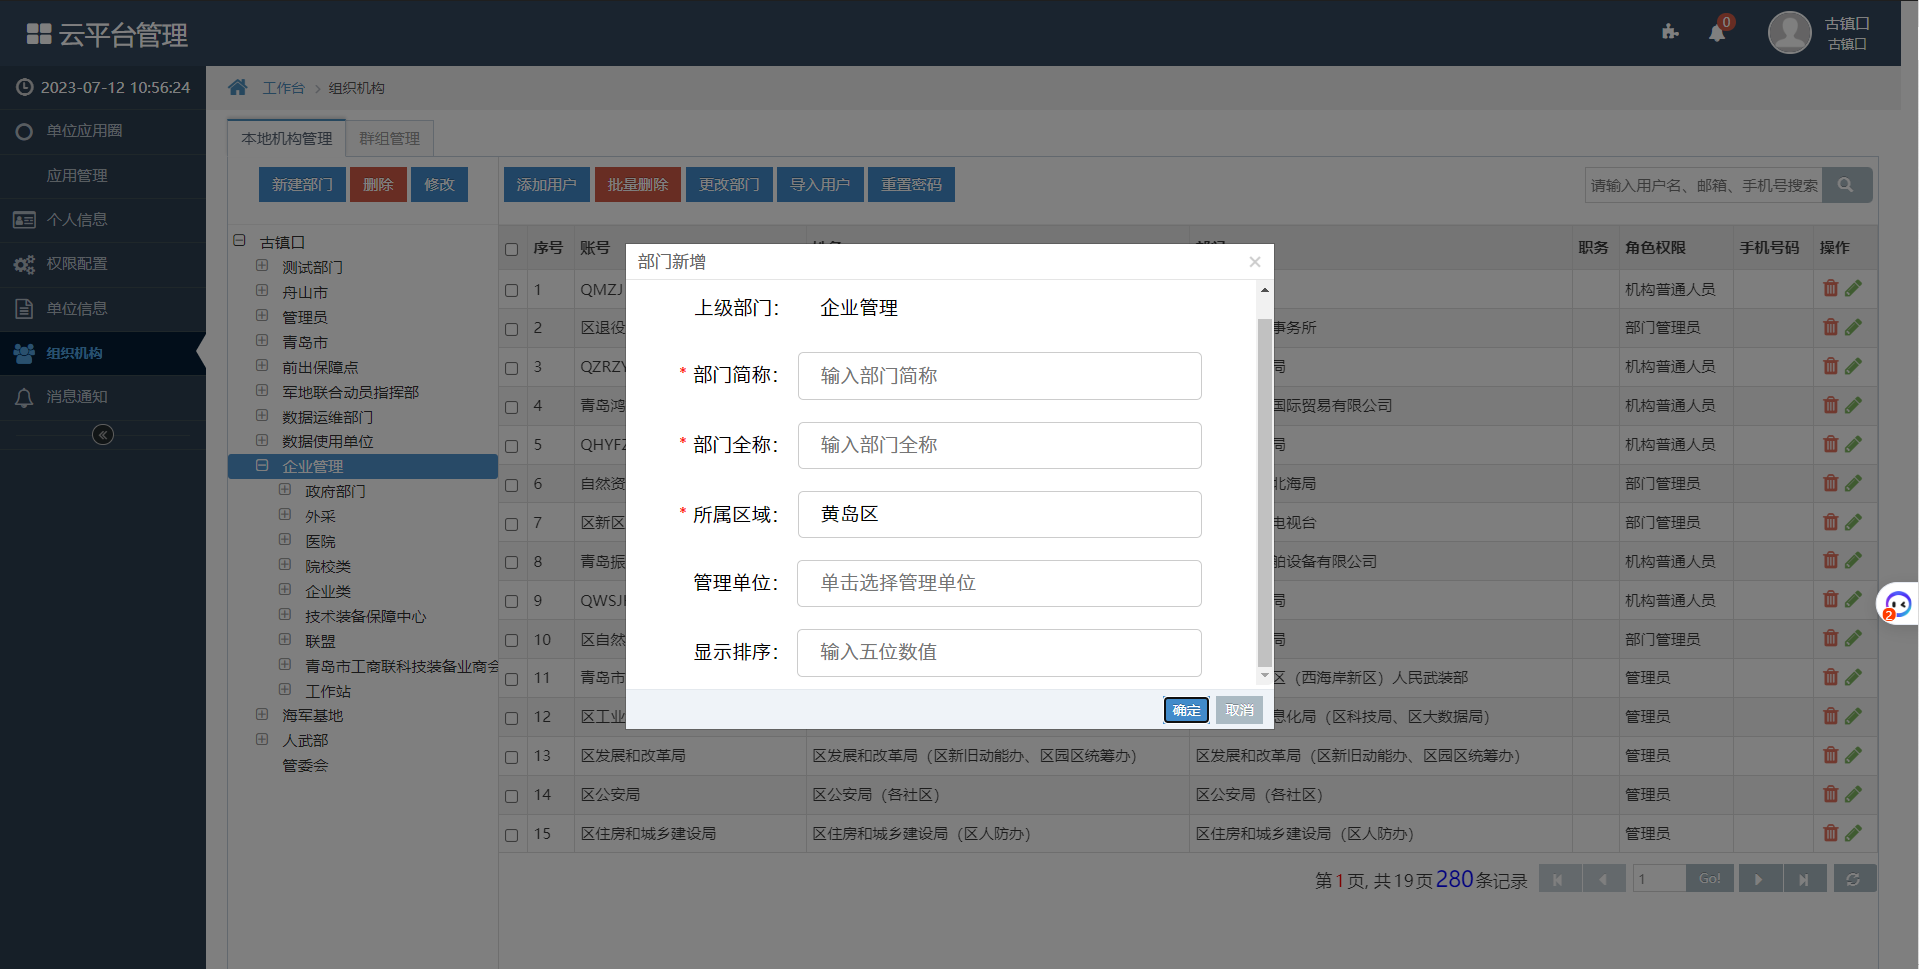 云平台管理
0
古镇口
古镇口
2023-07-12 10:56:24
单位应用圈
应用管理
个人信息
权限配置
单位信息
组织机构
消息通知
工作台
组织机构
本地机构管理 群组管理
新建部门 删除 修改
添加用户 批量删除 更改部门 导入用户 重置密码
请输入用户名、邮箱、手机号搜索
古镇口
测试部门
舟山市
管理员
青岛市
前出保障点
军地联合动员指挥部
数据运维部门
数据使用单位
企业管理
政府部门
外采
医院
院校类
企业类
技术装备保障中心
联盟
青岛市工商联科技装备业商会
工作站
海军基地
人武部
管委会
序号 账号 职务 角色权限 手机号码 操作
1 QMZJ 机构普通人员
2 区退役 事务所 部门管理员
3 QZRZY 局 机构普通人员
4 青岛鸿 国际贸易有限公司 机构普通人员
5 QHYFZ 局 机构普通人员
6 自然资 北海局 部门管理员
7 区新区 电视台 部门管理员
8 青岛振 舶设备有限公司 机构普通人员
9 QWSJ 局 机构普通人员
10 区自然 局 部门管理员
11 青岛市 区（西海岸新区）人民武装部 管理员
12 区工业 息化局（区科技局、区大数据局） 管理员
13 区发展和改革局 区发展和改革局（区新旧动能办、区园区统筹办） 区发展和改革局（区新旧动能办、区园区统筹办） 管理员
14 区公安局 区公安局（各社区） 区公安局（各社区） 管理员
15 区住房和城乡建设局 区住房和城乡建设局（区人防办） 区住房和城乡建设局（区人防办） 管理员
第1页, 共19页280条记录
1 Go!
部门新增
×
上级部门： 企业管理
* 部门简称： 输入部门简称
* 部门全称： 输入部门全称
* 所属区域： 黄岛区
管理单位： 单击选择管理单位
显示排序： 输入五位数值
确定 取消
2